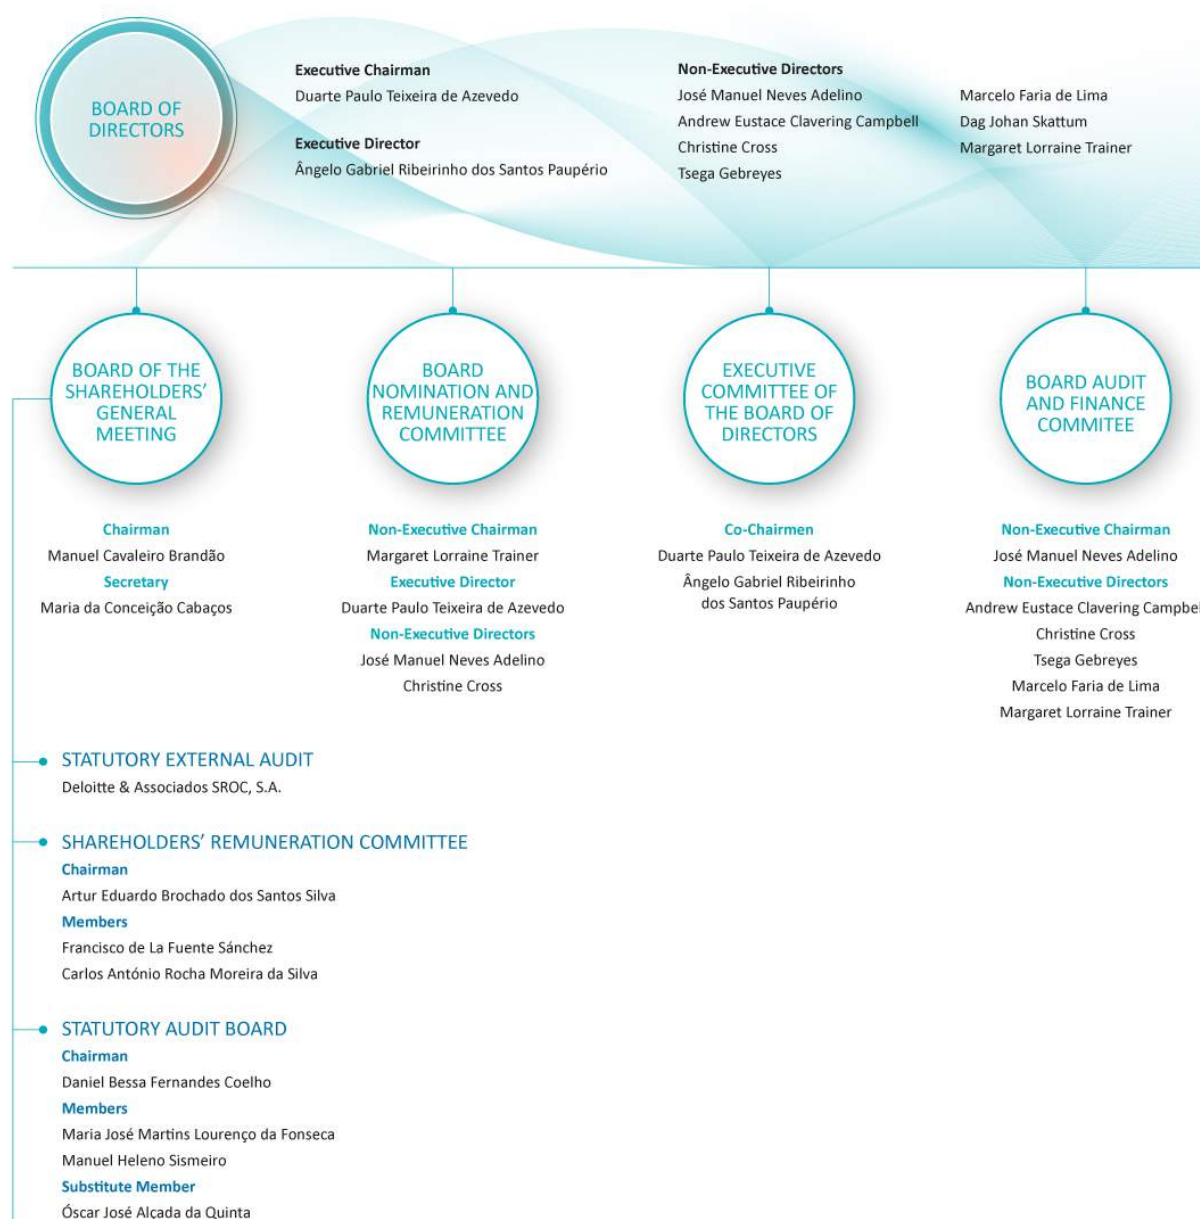 BOARD OF
DIRECTORS
Executive Chairman
Duarte Paulo Teixeira de Azevedo
Executive Director
Ângelo Gabriel Ribeirinho dos Santos Paupério
Non-Executive Directors
José Manuel Neves Adelino
Andrew Eustace Clavering Campbell
Christine Cross
Tsega Gebreyes
Marcelo Faria de Lima
Dag Johan Skattum
Margaret Lorraine Trainer
BOARD OF THE
SHAREHOLDERS’
GENERAL
MEETING
Chairman
Manuel Cavaleiro Brandão
Secretary
Maria da Conceição Cabaços
BOARD
NOMINATION AND
REMUNERATION
COMMITTEE
Non-Executive Chairman
Margaret Lorraine Trainer
Executive Director
Duarte Paulo Teixeira de Azevedo
Non-Executive Directors
José Manuel Neves Adelino
Christine Cross
EXECUTIVE
COMMITTEE OF
THE BOARD OF
DIRECTORS
Co-Chairmen
Duarte Paulo Teixeira de Azevedo
Ângelo Gabriel Ribeirinho
dos Santos Paupério
BOARD AUDIT
AND FINANCE
COMMITEE
Non-Executive Chairman
José Manuel Neves Adelino
Non-Executive Directors
Andrew Eustace Clavering Campbel
Christine Cross
Tsega Gebreyes
Marcelo Faria de Lima
Margaret Lorraine Trainer
STATUTORY EXTERNAL AUDIT
Deloitte & Associados SROC, S.A.
SHAREHOLDERS’ REMUNERATION COMMITTEE
Chairman
Artur Eduardo Brochado dos Santos Silva
Members
Francisco de La Fuente Sánchez
Carlos António Rocha Moreira da Silva
STATUTORY AUDIT BOARD
Chairman
Daniel Bessa Fernandes Coelho
Members
Maria José Martins Lourenço da Fonseca
Manuel Heleno Sismeiro
Substitute Member
Óscar José Alçada da Quinta